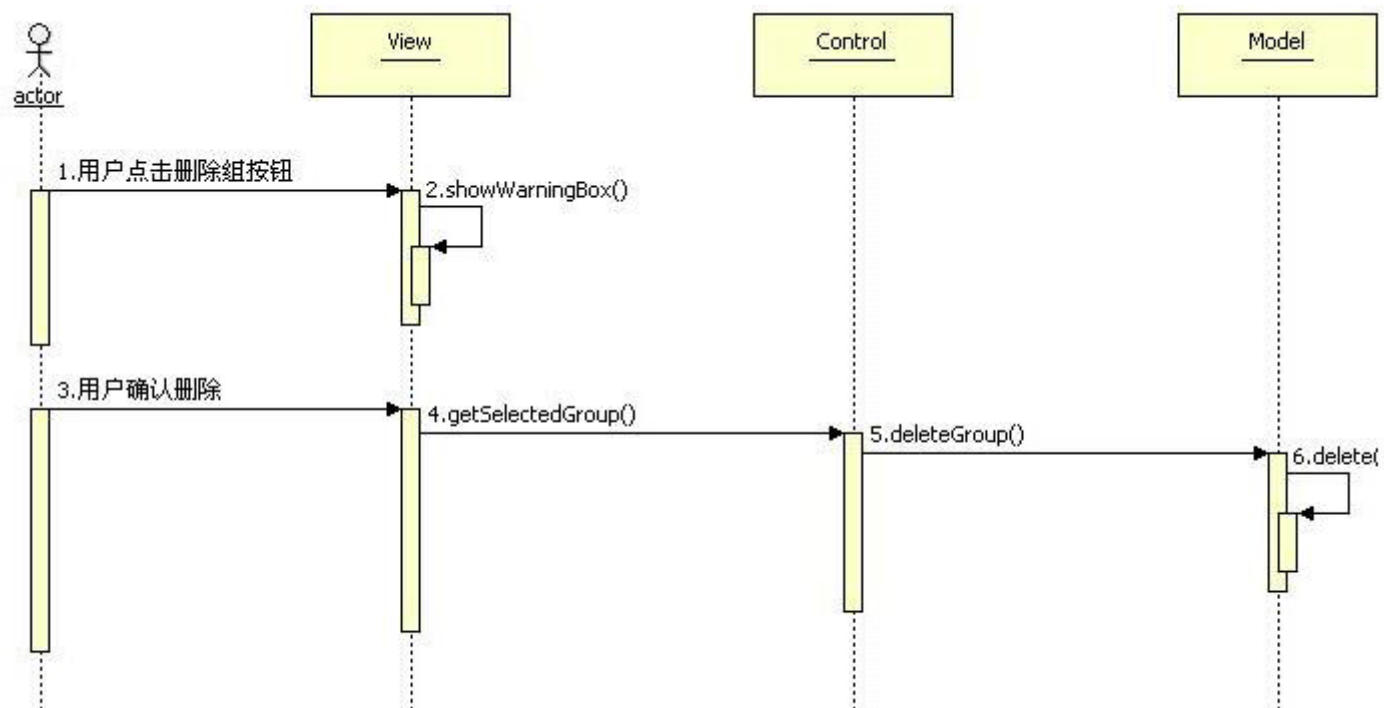 View
Control
Model
actor
1.用户点击删除组按钮
2.showWarningBox()
3.用户确认删除
4.getSelectedGroup()
5.deleteGroup()
6.delete(